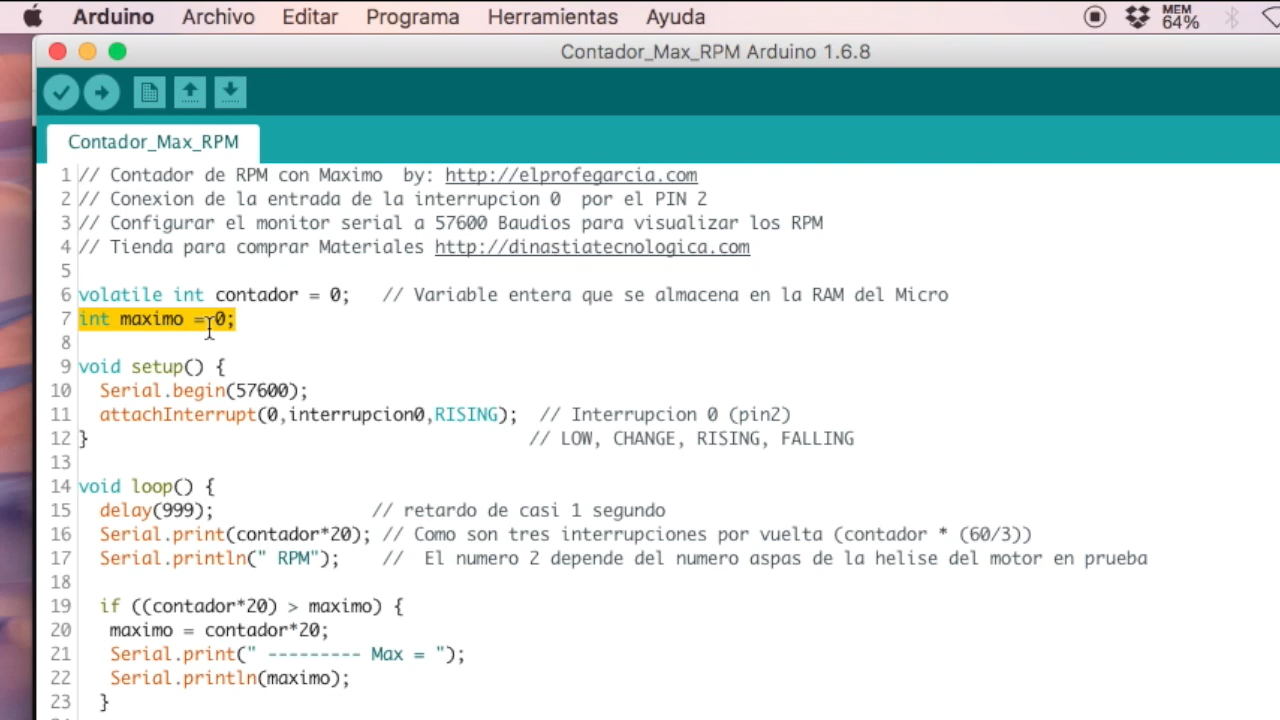 Arduino Archivo Editar Programa Herramientas Ayuda MEM 64%
Contador_Max_RPM Arduino 1.6.8
Contador_Max_RPM
1 // Contador de RPM con Maximo  by: http://elprofegarcia.com
2 // Conexion de la entrada de la interrupcion 0  por el PIN 2
3 // Configurar el monitor serial a 57600 Baudios para visualizar los RPM
4 // Tienda para comprar Materiales http://dinastiatecnologica.com
5
6 volatile int contador = 0;   // Variable entera que se almacena en la RAM del Micro
7 int maximo = 0;
8
9 void setup() {
10   Serial.begin(57600);
11   attachInterrupt(0,interrupcion0,RISING);  // Interrupcion 0 (pin2)
12 }                                          // LOW, CHANGE, RISING, FALLING
13
14 void loop() {
15   delay(999);               // retardo de casi 1 segundo
16   Serial.print(contador*20); // Como son tres interrupciones por vuelta (contador * (60/3))
17   Serial.println(" RPM");    //  El numero 2 depende del numero aspas de la helise del motor en prueba
18
19   if ((contador*20) > maximo) {
20    maximo = contador*20;
21    Serial.print(" --------- Max = ");
22    Serial.println(maximo);
23   }